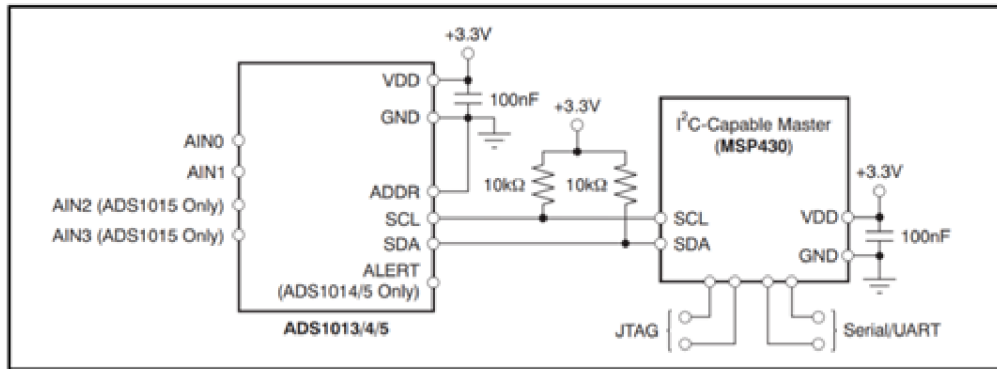 +3.3V
VDD
100nF
GND
AIN0
AIN1
AIN2 (ADS1015 Only)
AIN3 (ADS1015 Only)
ADDR
SCL
SDA
ALERT
(ADS1014/5 Only)
ADS1013/4/5
+3.3V
10kΩ
10kΩ
I²C-Capable Master
(MSP430)
+3.3V
SCL
VDD
100nF
SDA
GND
JTAG
Serial/UART